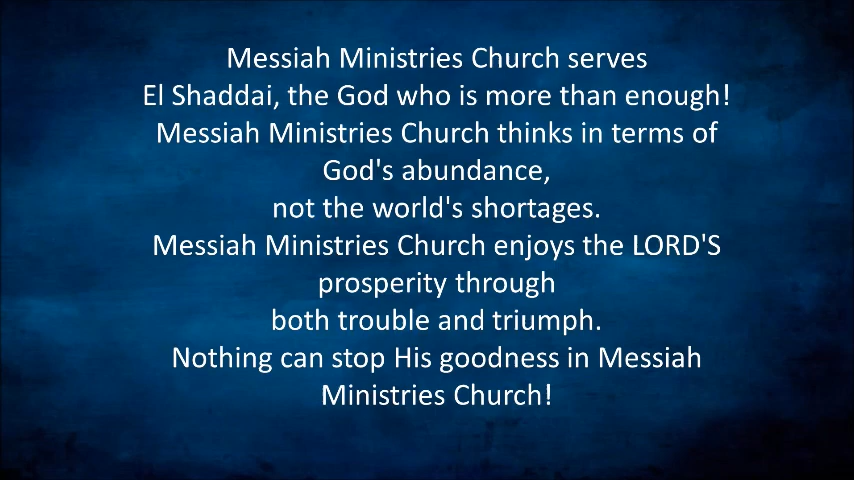 Messiah Ministries Church serves
El Shaddai, the God who is more than enough!
Messiah Ministries Church thinks in terms of
God's abundance,
not the world's shortages.
Messiah Ministries Church enjoys the LORD'S
prosperity through
both trouble and triumph.
Nothing can stop His goodness in Messiah
Ministries Church!